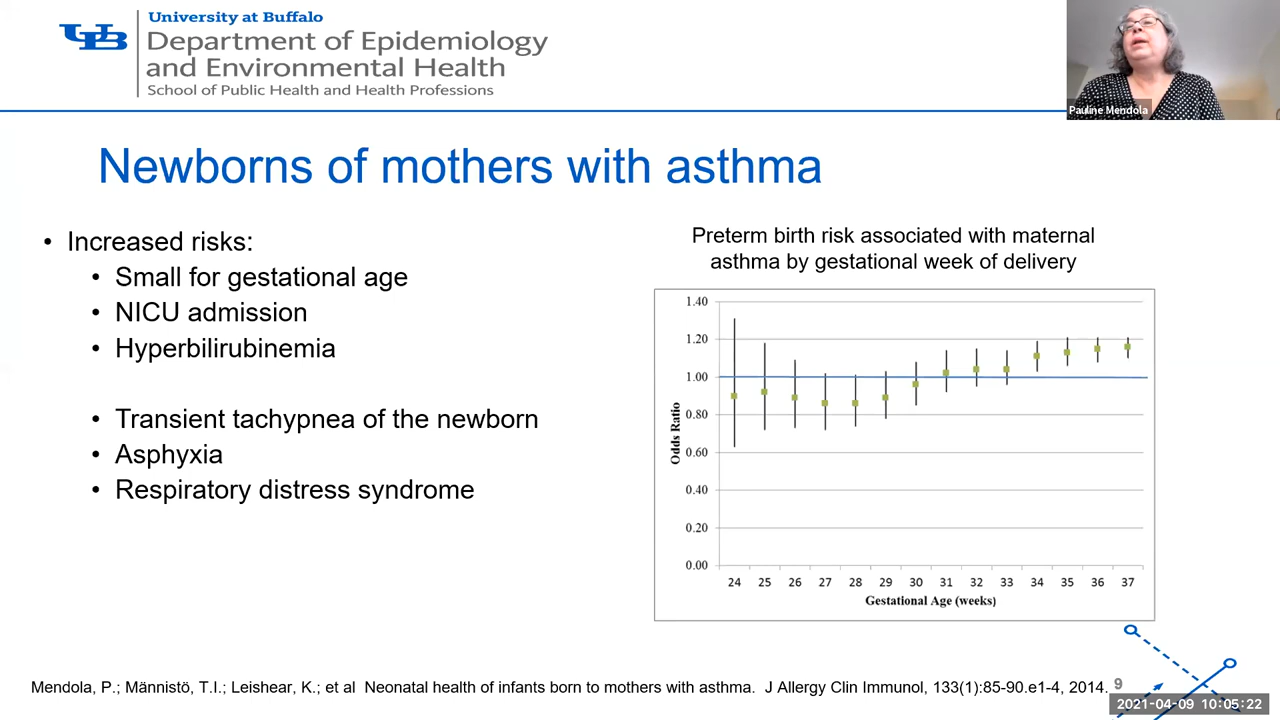 University at Buffalo
UB
Department of Epidemiology
and Environmental Health
School of Public Health and Health Professions
Pauline Mendola
Newborns of mothers with asthma
• Increased risks:
• Small for gestational age
• NICU admission
• Hyperbilirubinemia
• Transient tachypnea of the newborn
• Asphyxia
• Respiratory distress syndrome
Preterm birth risk associated with maternal
asthma by gestational week of delivery
1.40
1.20
1.00
0.80
0.60
0.40
0.20
0.00
Odds Ratio
24 25 26 27 28 29 30 31 32 33 34 35 36 37
Gestational Age (weeks)
Mendola, P.; Männistö, T.I.; Leishear, K.; et al Neonatal health of infants born to mothers with asthma. J Allergy Clin Immunol, 133(1):85-90.e1-4, 2014.
9
2021-04-09 10:05:22